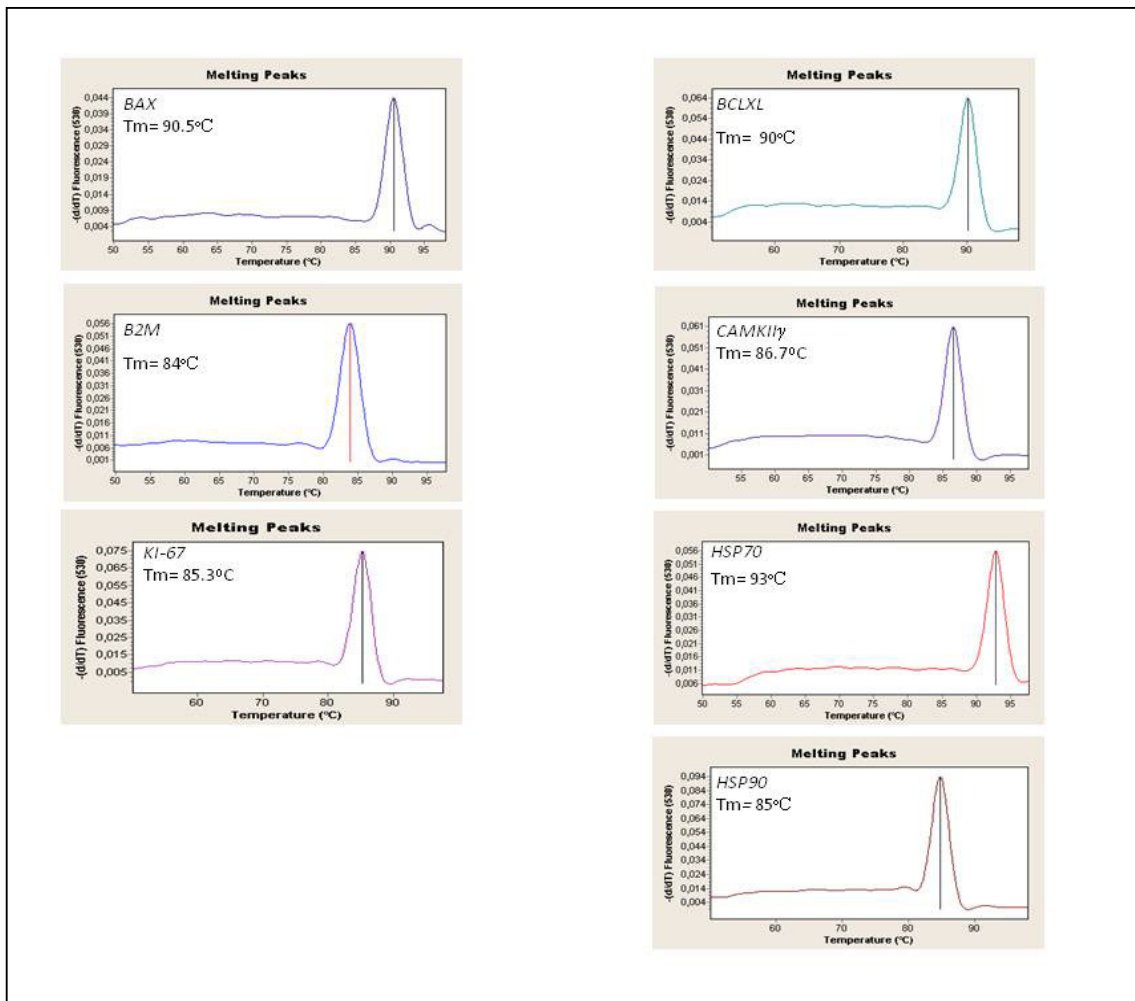 Melting Peaks
-(d/dT) Fluorescence (530)
0,044
0,039
0,034
0,029
0,024
0,019
0,014
0,009
0,004
BAX
Tm= 90.5ºC
50 55 60 65 70 75 80 85 90 95
Temperature (ºC)
Melting Peaks
-(d/dT) Fluorescence (530)
0,056
0,051
0,046
0,041
0,036
0,031
0,026
0,021
0,016
0,011
0,006
0,001
B2M
Tm= 84ºC
50 55 60 65 70 75 80 85 90 95
Temperature (ºC)
Melting Peaks
-(d/dT) Fluorescence (530)
0,075
0,065
0,055
0,045
0,035
0,025
0,015
0,005
KI-67
Tm= 85.3ºC
60 70 80 90
Temperature (ºC)
Melting Peaks
-(d/dT) Fluorescence (530)
0,064
0,054
0,044
0,034
0,024
0,014
0,004
BCLXL
Tm= 90ºC
60 70 80 90
Temperature (ºC)
Melting Peaks
-(d/dT) Fluorescence (530)
0,061
0,051
0,041
0,031
0,021
0,011
0,001
CAMKIIγ
Tm= 86.7ºC
55 60 65 70 75 80 85 90 95
Temperature (ºC)
Melting Peaks
-(d/dT) Fluorescence (530)
0,056
0,051
0,046
0,041
0,036
0,031
0,026
0,021
0,016
0,011
0,006
HSP70
Tm= 93ºC
50 55 60 65 70 75 80 85 90 95
Temperature (ºC)
Melting Peaks
-(d/dT) Fluorescence (530)
0,094
0,084
0,074
0,064
0,054
0,044
0,034
0,024
0,014
0,004
HSP90
Tm= 85ºC
60 70 80 90
Temperature (ºC)